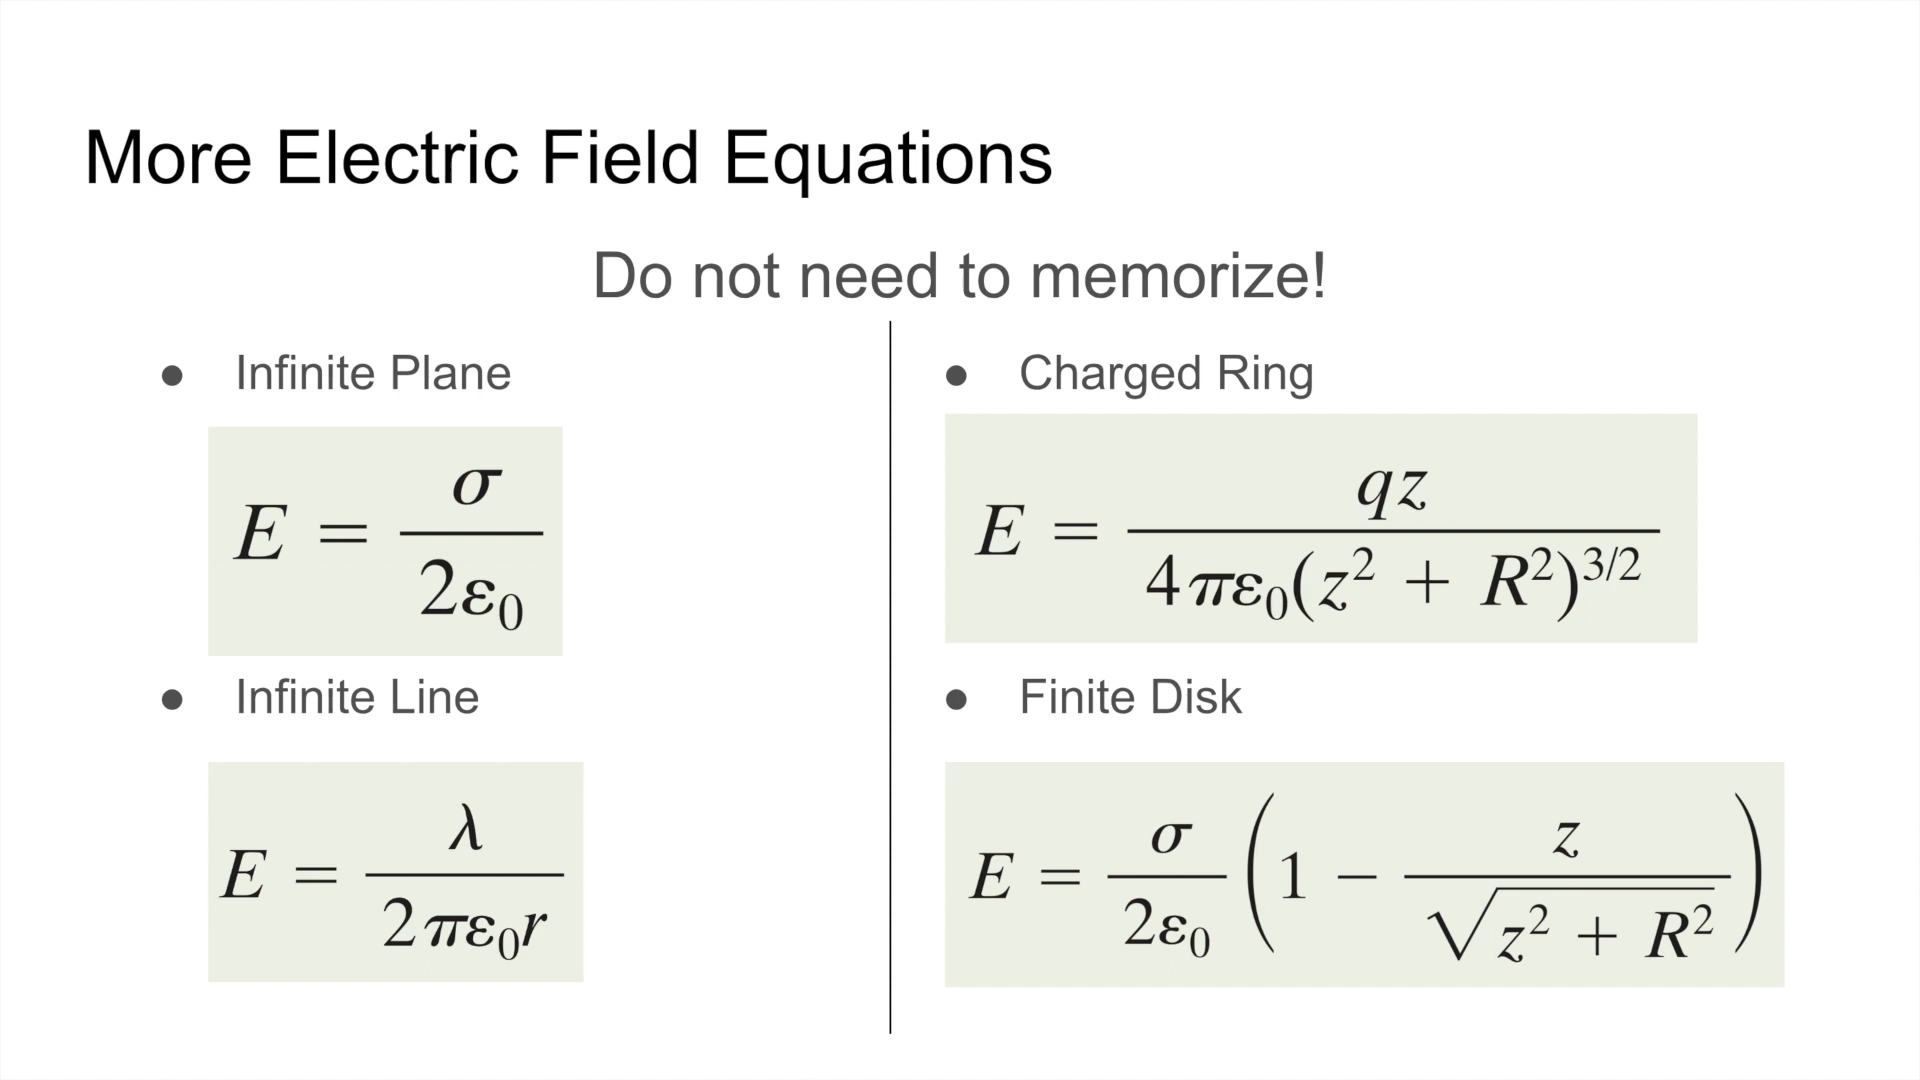 More Electric Field Equations
Do not need to memorize!
● Infinite Plane
E = σ / 2ε₀
● Infinite Line
E = λ / 2πε₀r
● Charged Ring
E = qz / 4πε₀(z² + R²)^3/2
● Finite Disk
E = σ / 2ε₀ (1 − z / √z² + R²)